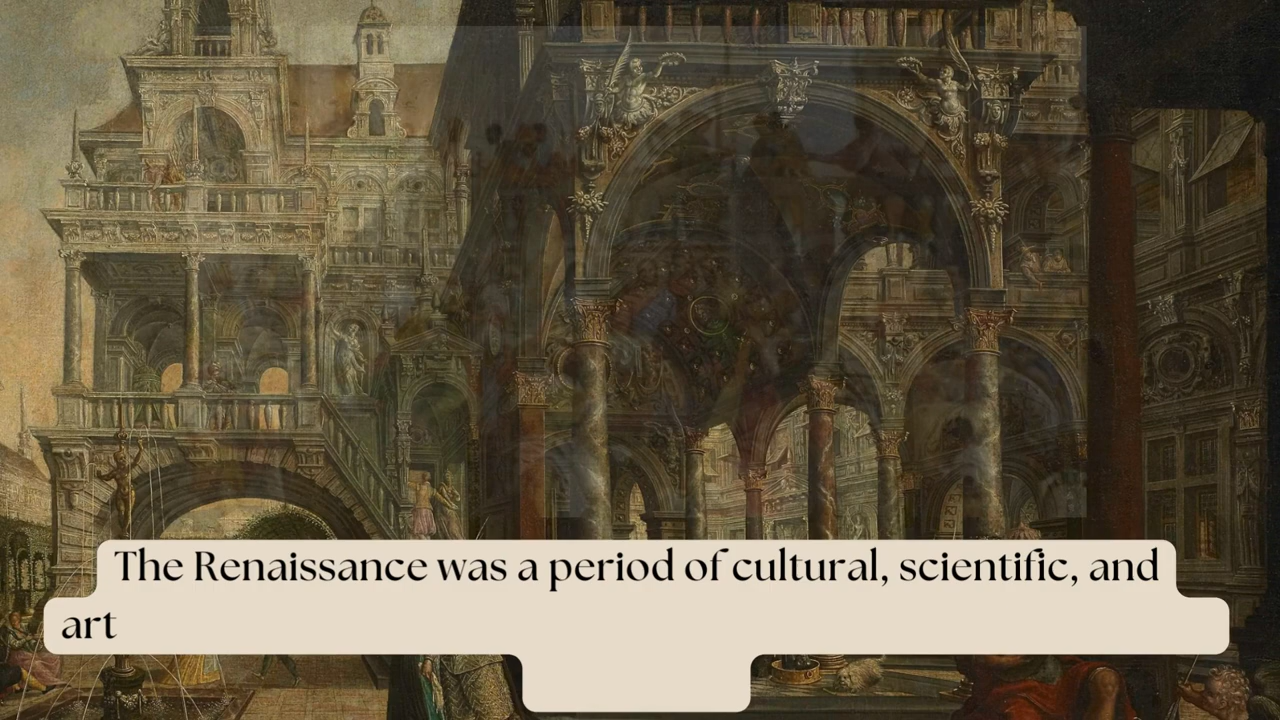 The Renaissance was a period of cultural, scientific, and
art